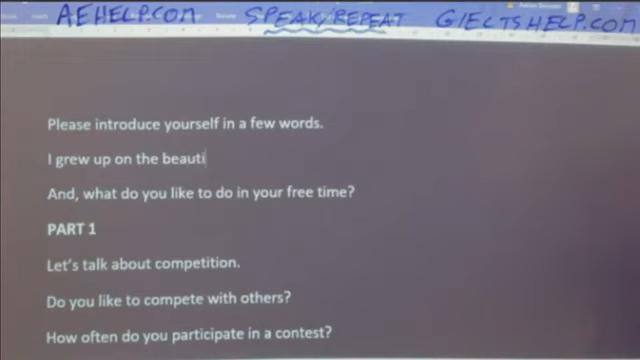 AEHELP.COM SPEAK/REPEAT GIELTSHELP.COM
Please introduce yourself in a few words.
I grew up on the beauti
And, what do you like to do in your free time?
PART 1
Let's talk about competition.
Do you like to compete with others?
How often do you participate in a contest?